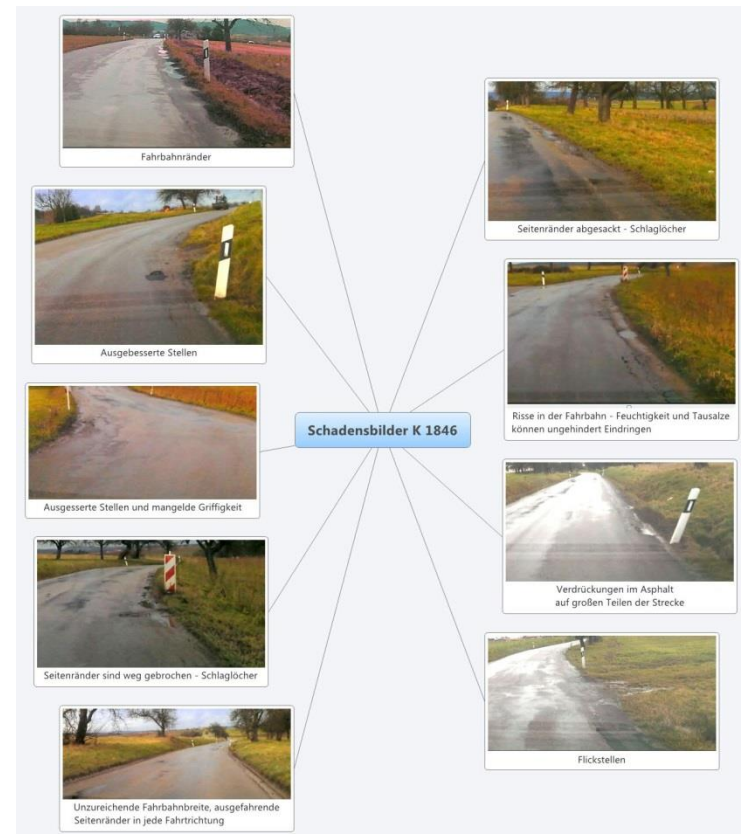 Fahrbahnränder
Ausgebesserte Stellen
Ausgesserte Stellen und mangelde Griffigkeit
Seitenränder sind weg gebrochen - Schlaglöcher
Unzureichende Fahrbahnbreite, ausgefahrende
Seitenränder in jede Fahrtrichtung
Schadensbilder K 1846
Seitenränder abgesackt - Schlaglöcher
Risse in der Fahrbahn - Feuchtigkeit und Tausalze
können ungehindert Eindringen
Verdrückungen im Asphalt
auf großen Teilen der Strecke
Flickstellen